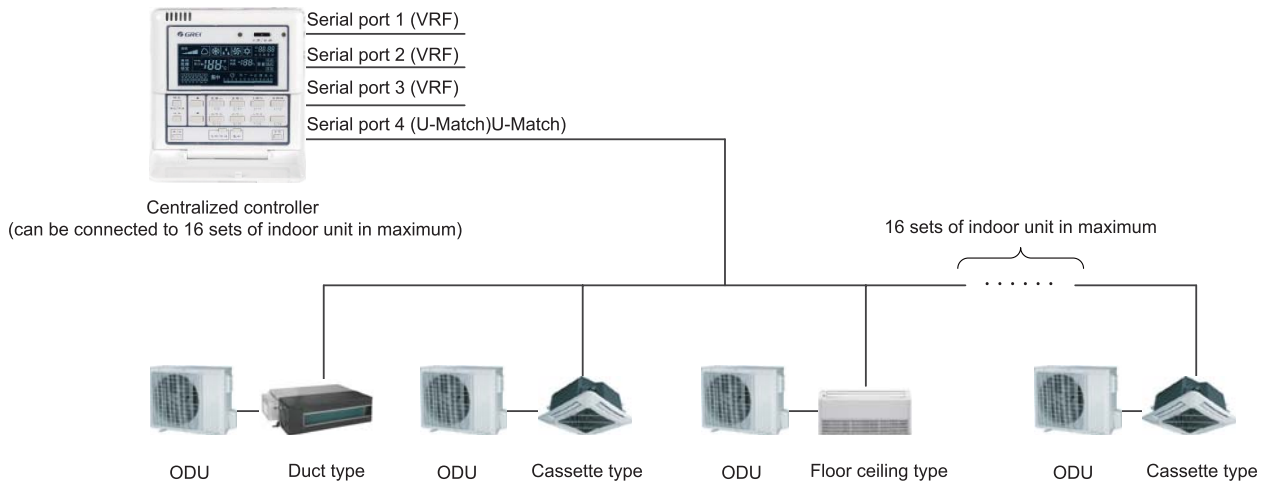 GREE
Serial port 1 (VRF)
Serial port 2 (VRF)
Serial port 3 (VRF)
Serial port 4 (U-Match)U-Match)
Centralized controller
(can be connected to 16 sets of indoor unit in maximum)
16 sets of indoor unit in maximum
ODU
Duct type
ODU
Cassette type
ODU
Floor ceiling type
ODU
Cassette type